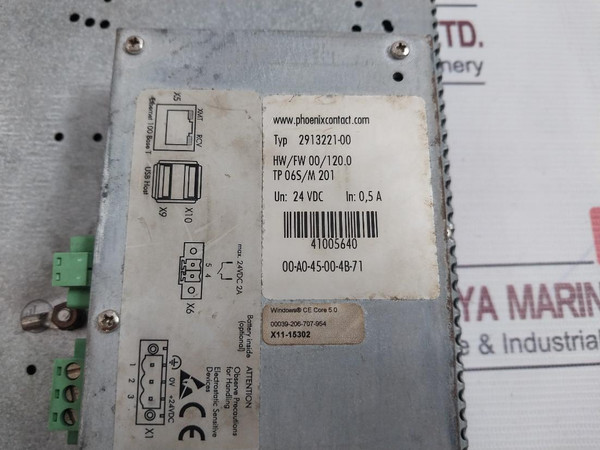 X5
Ethernet 100 Base T
XMT
RCV
USB Host
X9
X10
max. 24VDC 2A
5
4
X6
Battery inside
(optional)
1
2
3
0V
+24VDC
X1
ATTENTION
Observe Precautions
for Handling
Electrostatic Sensitive
Devices
CE
www.phoenixcontact.com
Typ 2913221-00
HW/FW 00/120.0
TP 06S/M 201
Un: 24 VDC In: 0,5 A
41005640
00-A0-45-00-4B-71
Windows® CE Core 5.0
00039-206-707-954
X11-15302
TD.
nery
YA MARIN
e & Industrial